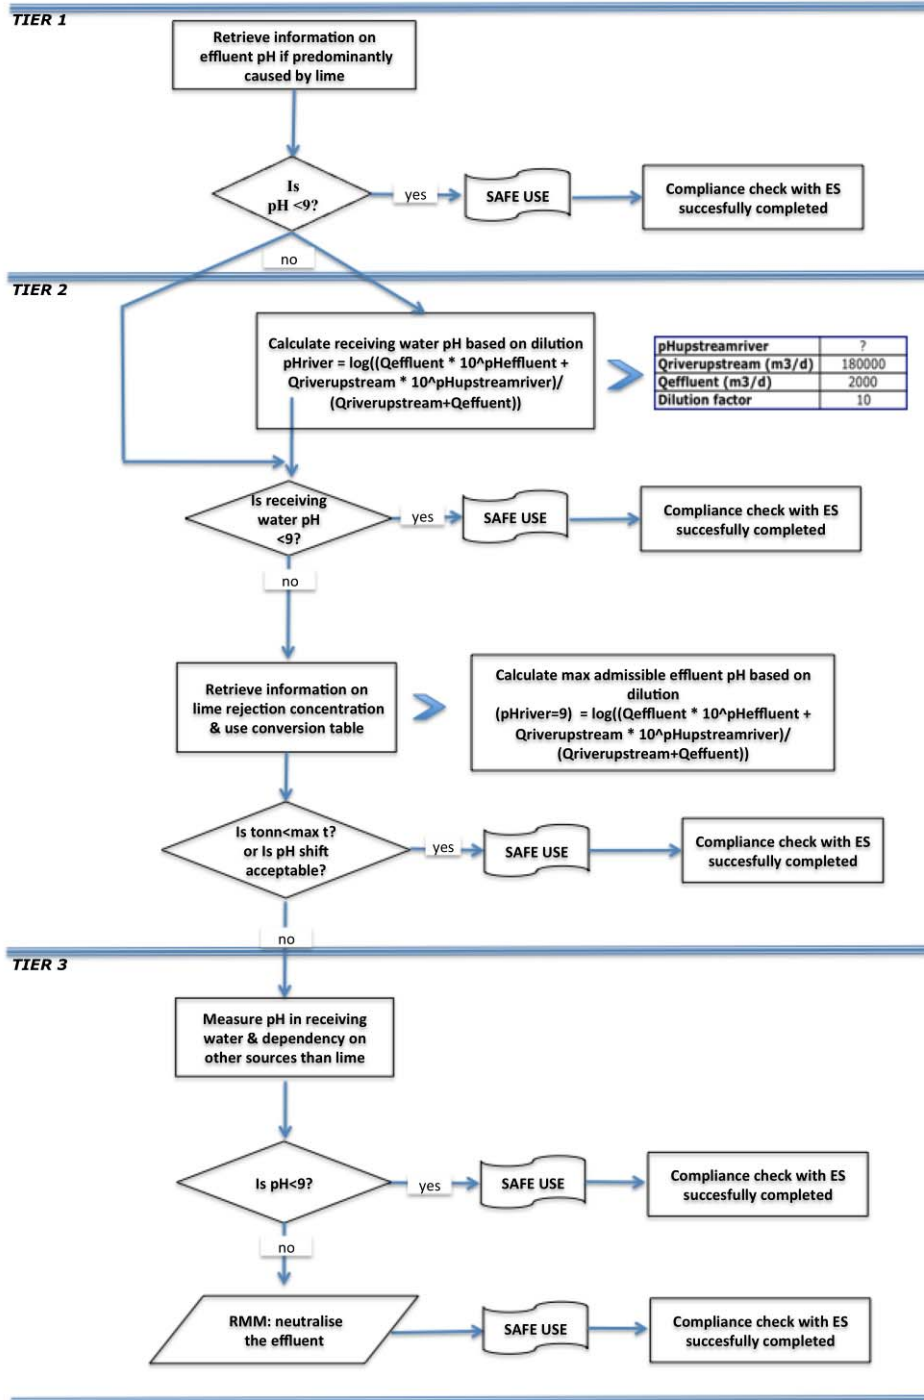 TIER 1
Retrieve information on
effluent pH if predominantly
caused by lime
Is
pH <9?
yes
SAFE USE
Compliance check with ES
succesfully completed
no
TIER 2
Calculate receiving water pH based on dilution
pHriver = log((Qeffluent * 10^pHeffluent +
Qriverupstream * 10^pHupstreamriver)/
(Qriverupstream+Qeffuent))
pHupstreamriver ?
Qriverupstream (m3/d) 180000
Qeffluent (m3/d) 2000
Dilution factor 10
Is receiving
water pH
<9?
yes
SAFE USE
Compliance check with ES
succesfully completed
no
Retrieve information on
lime rejection concentration
& use conversion table
Calculate max admissible effluent pH based on
dilution
(pHriver=9) = log((Qeffluent * 10^pHeffluent +
Qriverupstream * 10^pHupstreamriver)/
(Qriverupstream+Qeffuent))
Is tonn<max t?
or Is pH shift
acceptable?
yes
SAFE USE
Compliance check with ES
succesfully completed
no
TIER 3
Measure pH in receiving
water & dependency on
other sources than lime
Is pH<9?
yes
SAFE USE
Compliance check with ES
succesfully completed
no
RMM: neutralise
the effluent
SAFE USE
Compliance check with ES
succesfully completed